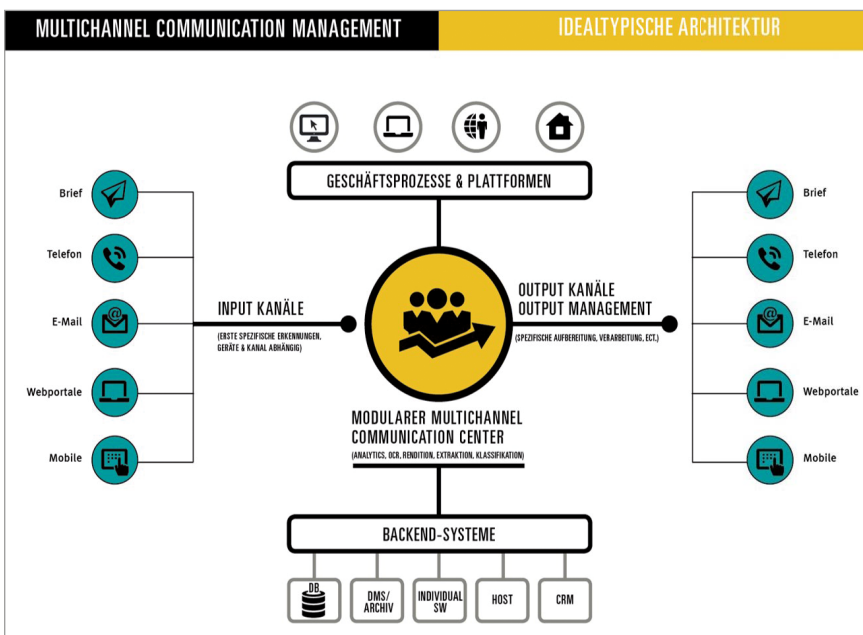 MULTICHANNEL COMMUNICATION MANAGEMENT
IDEALTYPISCHE ARCHITEKTUR
GESCHÄFTSPROZESSE & PLATTFORMEN
Brief
Telefon
E-Mail
Webportale
Mobile
INPUT KANÄLE
(ERSTE SPEZIFISCHE ERKENNUNGEN,
GERÄTE & KANAL ABHÄNGIG)
OUTPUT KANÄLE
OUTPUT MANAGEMENT
(SPEZIFISCHE AUFBEREITUNG, VERARBEITUNG, ECT.)
Brief
Telefon
E-Mail
Webportale
Mobile
MODULARER MULTICHANNEL
COMMUNICATION CENTER
(ANALYTICS, OCR, RENDITION, EXTRAKTION, KLASSIFIKATION)
BACKEND-SYSTEME
DB
DMS/
ARCHIV
INDIVIDUAL
SW
HOST
CRM